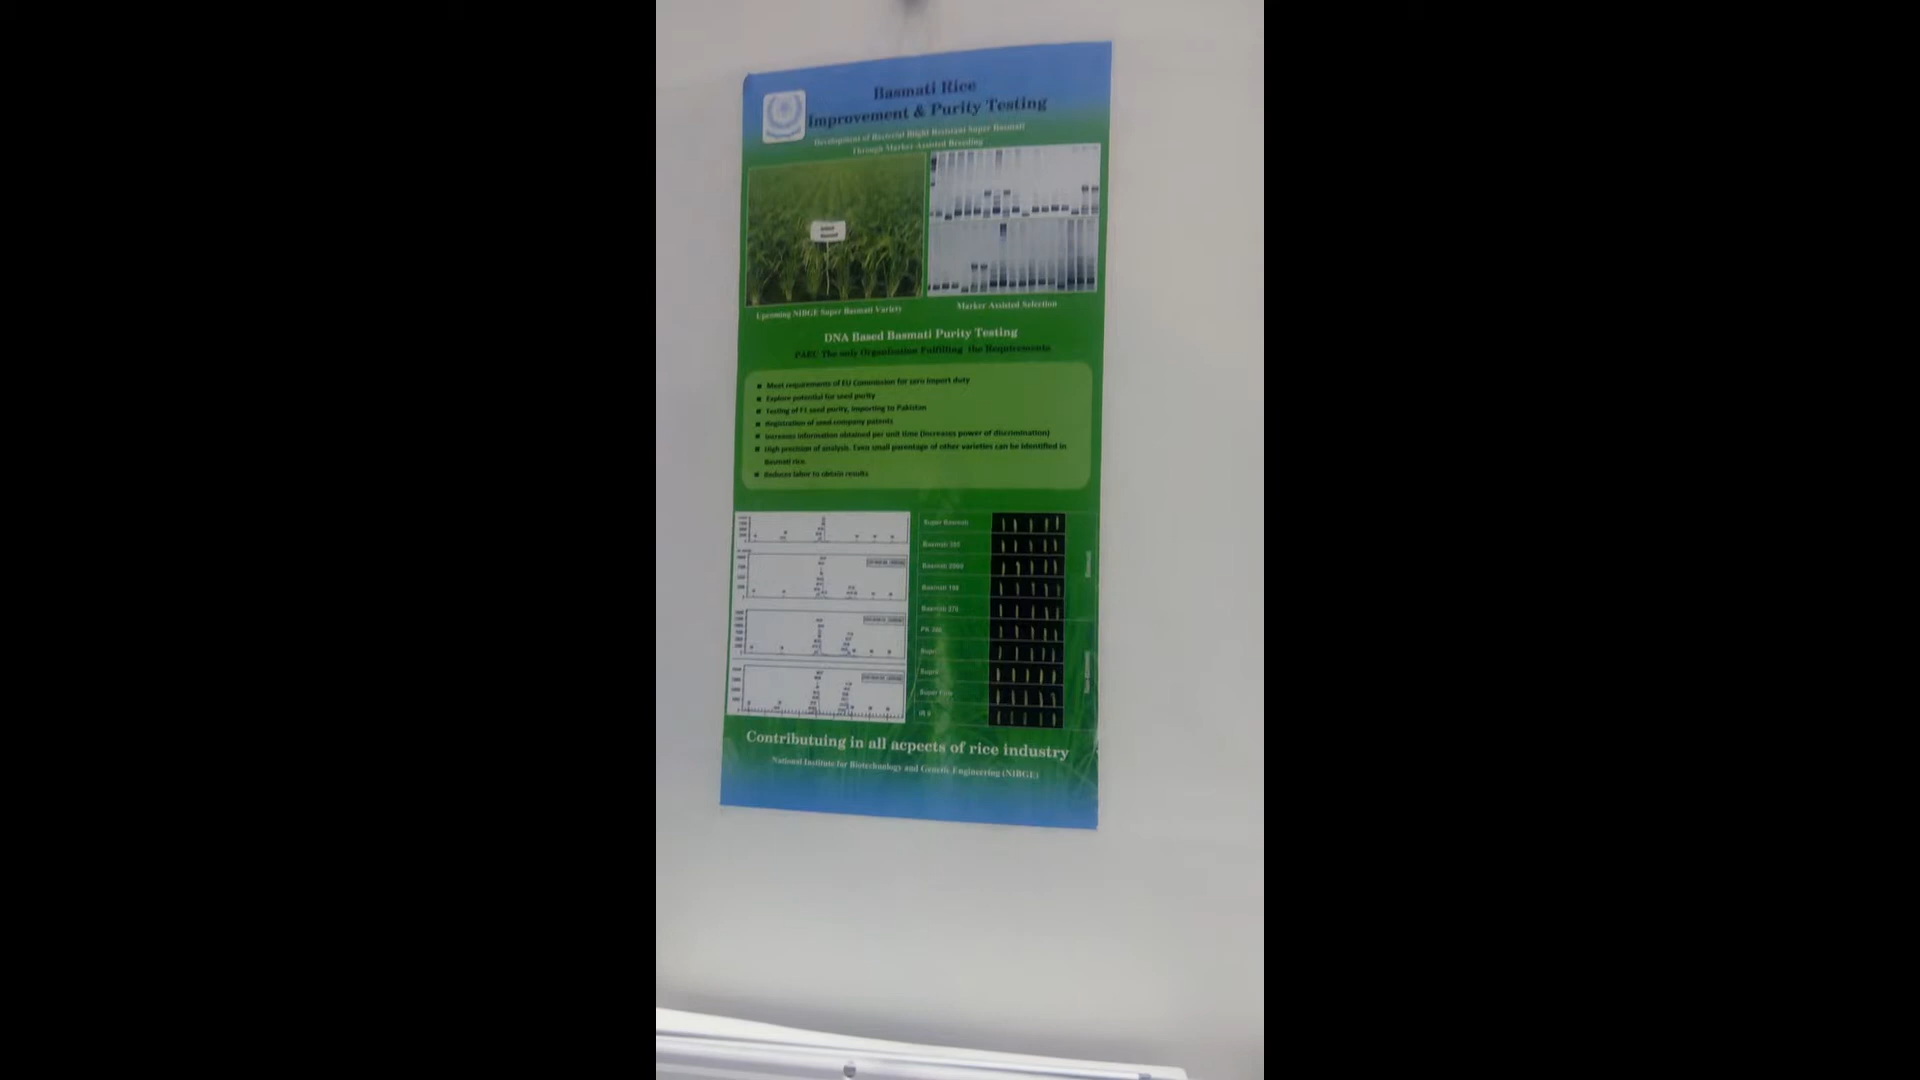 Basmati Rice
Improvement & Purity Testing
Development of Bacterial Blight Resistant Super Basmati
Through Marker Assisted Breeding
Upcoming NIBGE Super Basmati Variety
Marker Assisted Selection
DNA Based Basmati Purity Testing
PAEC The only Organization Fulfilling the Requirements
Meet requirements of EU Commission for zero import duty
Explore potential for seed purity
Testing of F1 seed purity, importing to Pakistan
Registration of seed company patents
Increases information obtained per unit time (increases power of discrimination)
High precision of analysis. Even small parentage of other varieties can be identified in
Basmati rice.
Reduces labor to obtain results
Super Basmati
Basmati 385
Basmati 2000
Basmati 198
Basmati 370
PK 386
Supri
Supra
Super Fine
IR 9
Basmati
Contributuing in all acpects of rice industry
National Institute for Biotechnology and Genetic Engineering (NIBGE)